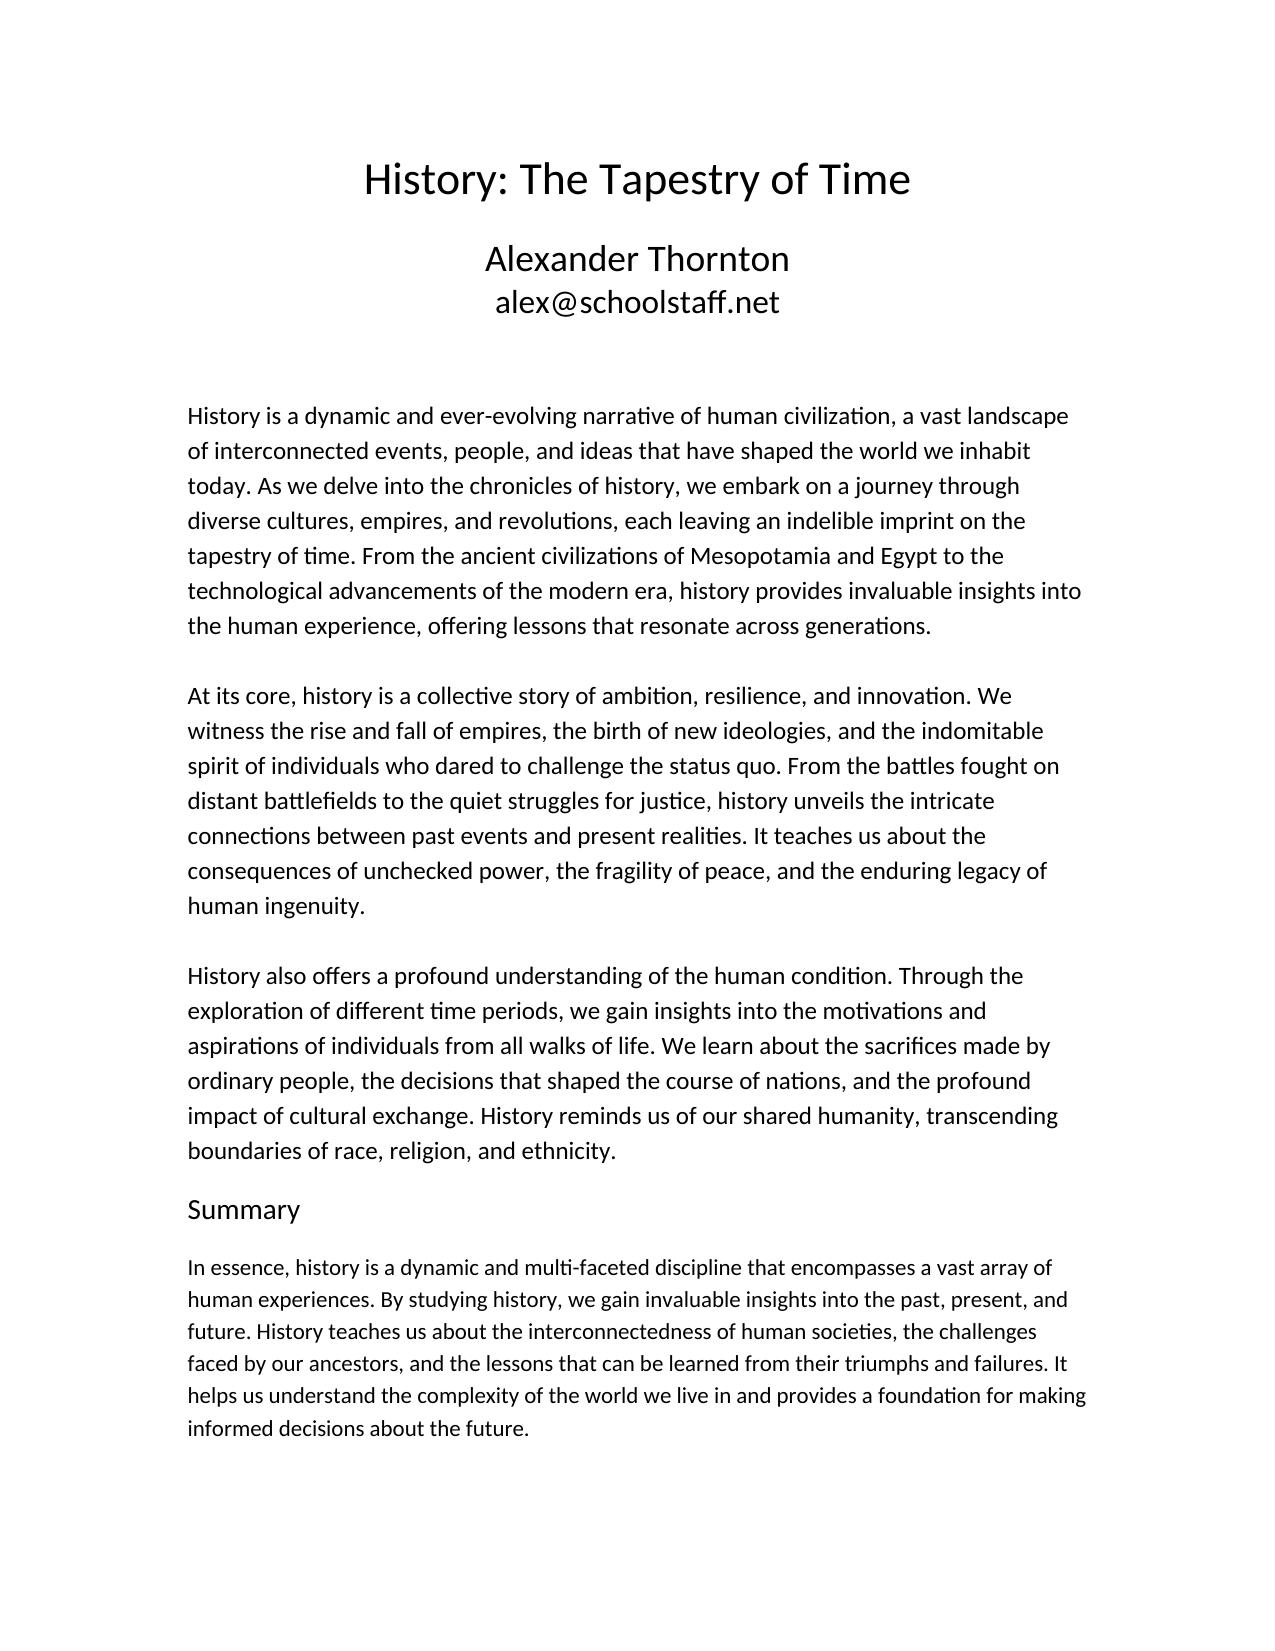 History: The Tapestry of Time
Alexander Thornton
alex@schoolstaff.net
History is a dynamic and ever-evolving narrative of human civilization, a vast landscape
of interconnected events, people, and ideas that have shaped the world we inhabit
today. As we delve into the chronicles of history, we embark on a journey through
diverse cultures, empires, and revolutions, each leaving an indelible imprint on the
tapestry of time. From the ancient civilizations of Mesopotamia and Egypt to the
technological advancements of the modern era, history provides invaluable insights into
the human experience, offering lessons that resonate across generations.
At its core, history is a collective story of ambition, resilience, and innovation. We
witness the rise and fall of empires, the birth of new ideologies, and the indomitable
spirit of individuals who dared to challenge the status quo. From the battles fought on
distant battlefields to the quiet struggles for justice, history unveils the intricate
connections between past events and present realities. It teaches us about the
consequences of unchecked power, the fragility of peace, and the enduring legacy of
human ingenuity.
History also offers a profound understanding of the human condition. Through the
exploration of different time periods, we gain insights into the motivations and
aspirations of individuals from all walks of life. We learn about the sacrifices made by
ordinary people, the decisions that shaped the course of nations, and the profound
impact of cultural exchange. History reminds us of our shared humanity, transcending
boundaries of race, religion, and ethnicity.
Summary
In essence, history is a dynamic and multi-faceted discipline that encompasses a vast array of
human experiences. By studying history, we gain invaluable insights into the past, present, and
future. History teaches us about the interconnectedness of human societies, the challenges
faced by our ancestors, and the lessons that can be learned from their triumphs and failures. It
helps us understand the complexity of the world we live in and provides a foundation for making
informed decisions about the future.